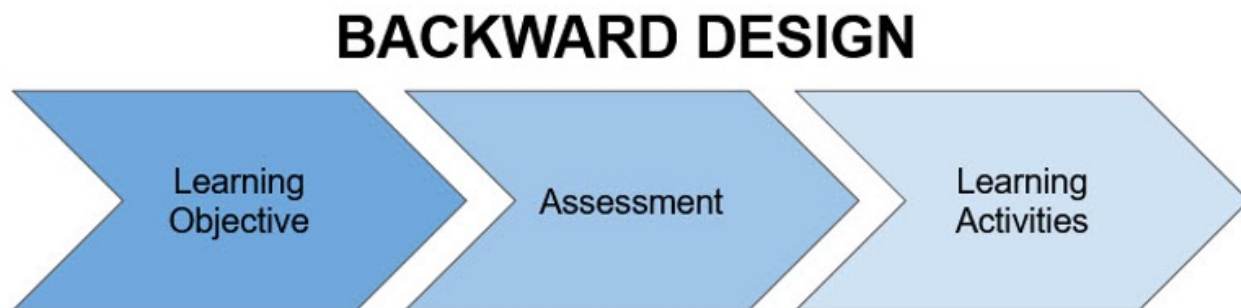 BACKWARD DESIGN
Learning
Objective
Assessment
Learning
Activities